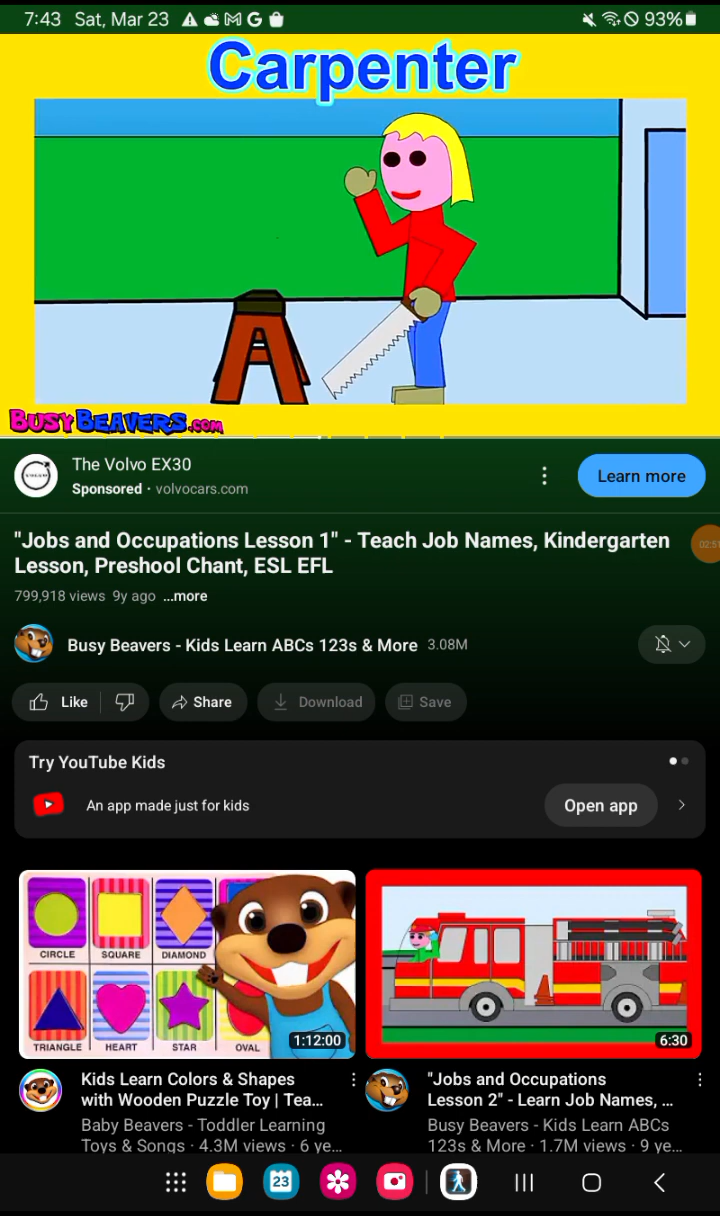 7:43 Sat, Mar 23
93%
Carpenter
BUSYBEAVERS.COM
The Volvo EX30
Sponsored · volvocars.com
Learn more
"Jobs and Occupations Lesson 1" - Teach Job Names, Kindergarten
Lesson, Preshool Chant, ESL EFL
02:51
799,918 views 9y ago ...more
Busy Beavers - Kids Learn ABCs 123s & More 3.08M
Like
Share
Download
Save
Try YouTube Kids
An app made just for kids
Open app
CIRCLE SQUARE DIAMOND
TRIANGLE HEART STAR OVAL
1:12:00
6:30
Kids Learn Colors & Shapes
with Wooden Puzzle Toy | Tea...
Baby Beavers - Toddler Learning
Toys & Songs · 4.3M views · 6 ye...
"Jobs and Occupations
Lesson 2" - Learn Job Names, ...
Busy Beavers - Kids Learn ABCs
123s & More · 1.7M views · 9 ye...
23